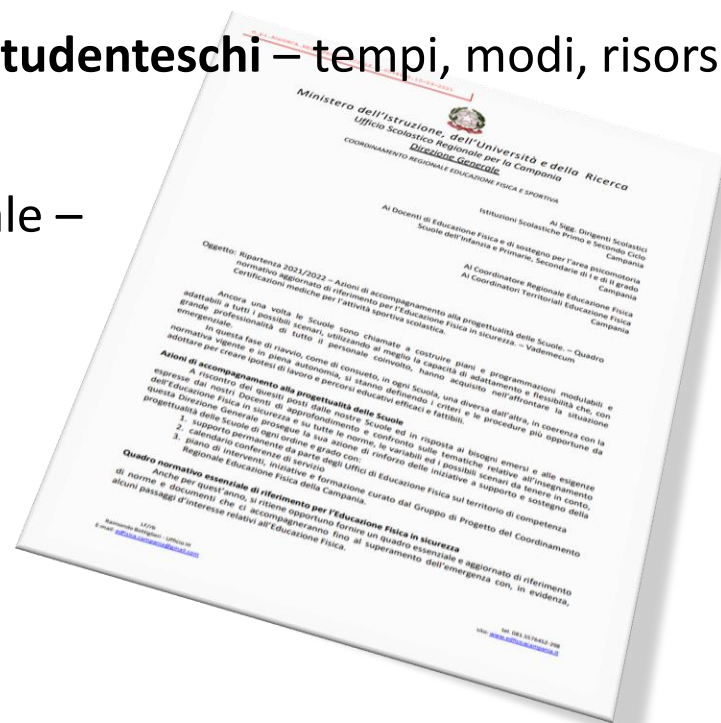 tudenteschi – tempi, modi, risors
ale –
Ministero dell'Istruzione, dell'Università e della Ricerca
Ufficio Scolastico Regionale per la Campania
Direzione Generale
COORDINAMENTO REGIONALE EDUCAZIONE FISICA E SPORTIVA
Ai Sigg. Dirigenti Scolastici
Istituzioni Scolastiche Primo e Secondo Ciclo
Campania
Ai Docenti di Educazione Fisica e di sostegno per l'area psicomotoria
Scuole dell'Infanzia e Primarie, Secondarie di I e di II grado
Campania
Al Coordinatore Regionale Educazione Fisica
Ai Coordinatori Territoriali Educazione Fisica
Campania
Oggetto: Ripartenza 2021/2022 – Azioni di accompagnamento alla progettualità delle Scuole. – Quadro
normativo aggiornato di riferimento per l'Educazione Fisica in sicurezza. – Vademecum
Certificazioni mediche per l'attività sportiva scolastica.
Ancora una volta le Scuole sono chiamate a costruire piani e programmazioni modulabili e
adattabili a tutti i possibili scenari, utilizzando al meglio la capacità di adattamento e flessibilità che, con
grande professionalità di tutto il personale coinvolto, hanno acquisito nell'affrontare la situazione
emergenziale.
In questa fase di riavvio, come di consueto, in ogni Scuola, una diversa dall'altra, in coerenza con la
normativa vigente e in piena autonomia, si stanno definendo i criteri e le procedure più opportune da
adottare per creare ipotesi di lavoro e percorsi educativi efficaci e fattibili.
Azioni di accompagnamento alla progettualità delle Scuole
A riscontro dei quesiti posti dalle nostre Scuole ed in risposta ai bisogni emersi e alle esigenze
espresse dai nostri Docenti di approfondimento e confronto sulle tematiche relative all'insegnamento
dell'Educazione Fisica in sicurezza e su tutte le norme, le variabili ed i possibili scenari da tenere in conto,
questa Direzione Generale prosegue la sua azione di rinforzo delle iniziative a supporto e sostegno della
progettualità delle Scuole di ogni ordine e grado con:
1. supporto permanente da parte degli Uffici di Educazione Fisica sul territorio di competenza
2. calendario conferenze di servizio
3. piano di interventi, iniziative e formazione curato dal Gruppo di Progetto del Coordinamento
Regionale Educazione Fisica della Campania.
Quadro normativo essenziale di riferimento per l'Educazione Fisica in sicurezza
Anche per quest'anno, si ritiene opportuno fornire un quadro essenziale e aggiornato di riferimento
di norme e documenti che ci accompagneranno fino al superamento dell'emergenza con, in evidenza,
alcuni passaggi d'interesse relativi all'Educazione Fisica.
Ufficio IV
E-mail: edfisica.campania@gmail.com
tel. 081.5576452-298
sito: www.edfisicacampania.it